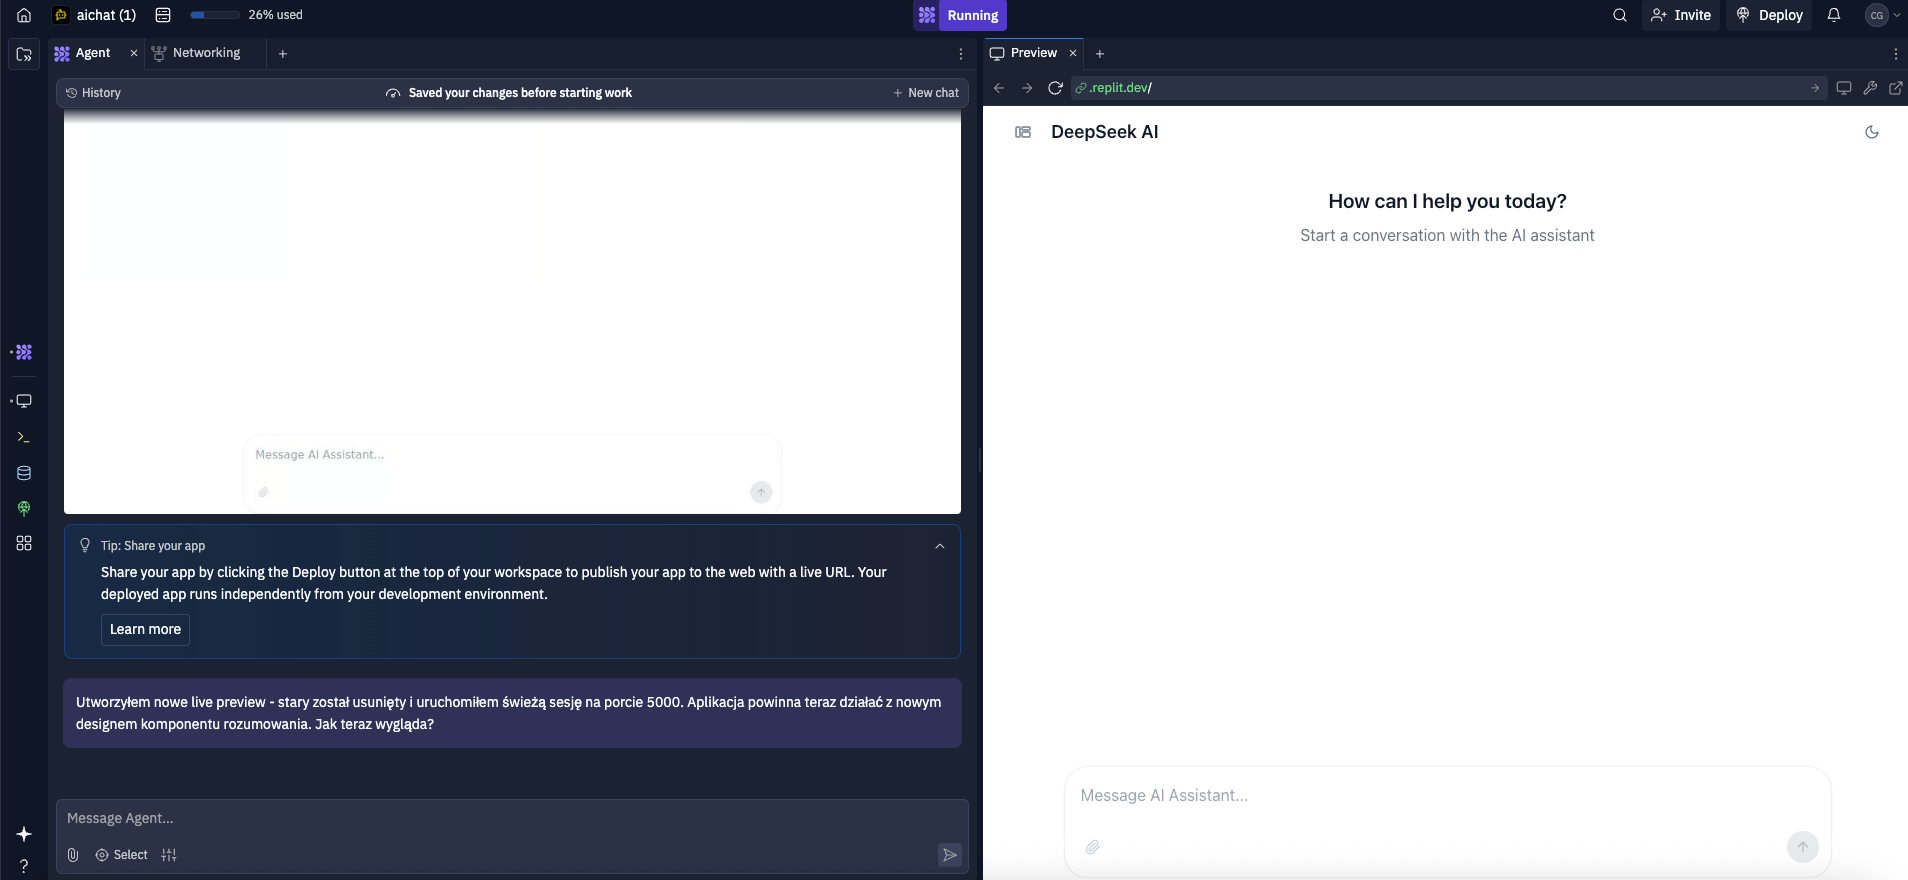 aichat (1)
26% used
Running
Invite
Deploy
CG
Agent
Networking
Preview
History
Saved your changes before starting work
New chat
.replit.dev/
DeepSeek AI
How can I help you today?
Start a conversation with the AI assistant
Message AI Assistant...
Tip: Share your app
Share your app by clicking the Deploy button at the top of your workspace to publish your app to the web with a live URL. Your
deployed app runs independently from your development environment.
Learn more
Utworzyłem nowe live preview - stary został usunięty i uruchomiłem świeżą sesję na porcie 5000. Aplikacja powinna teraz działać z nowym
designem komponentu rozumowania. Jak teraz wygląda?
Message Agent...
Select
Message AI Assistant...